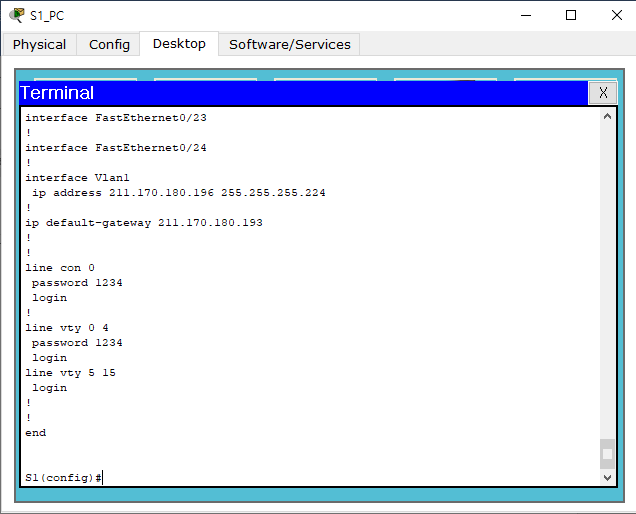 S1_PC
Physical Config Desktop Software/Services
Terminal X
interface FastEthernet0/23
!
interface FastEthernet0/24
!
interface Vlan1
 ip address 211.170.180.196 255.255.255.224
!
ip default-gateway 211.170.180.193
!
!
line con 0
 password 1234
 login
!
line vty 0 4
 password 1234
 login
line vty 5 15
 login
!
!
end
S1(config)#